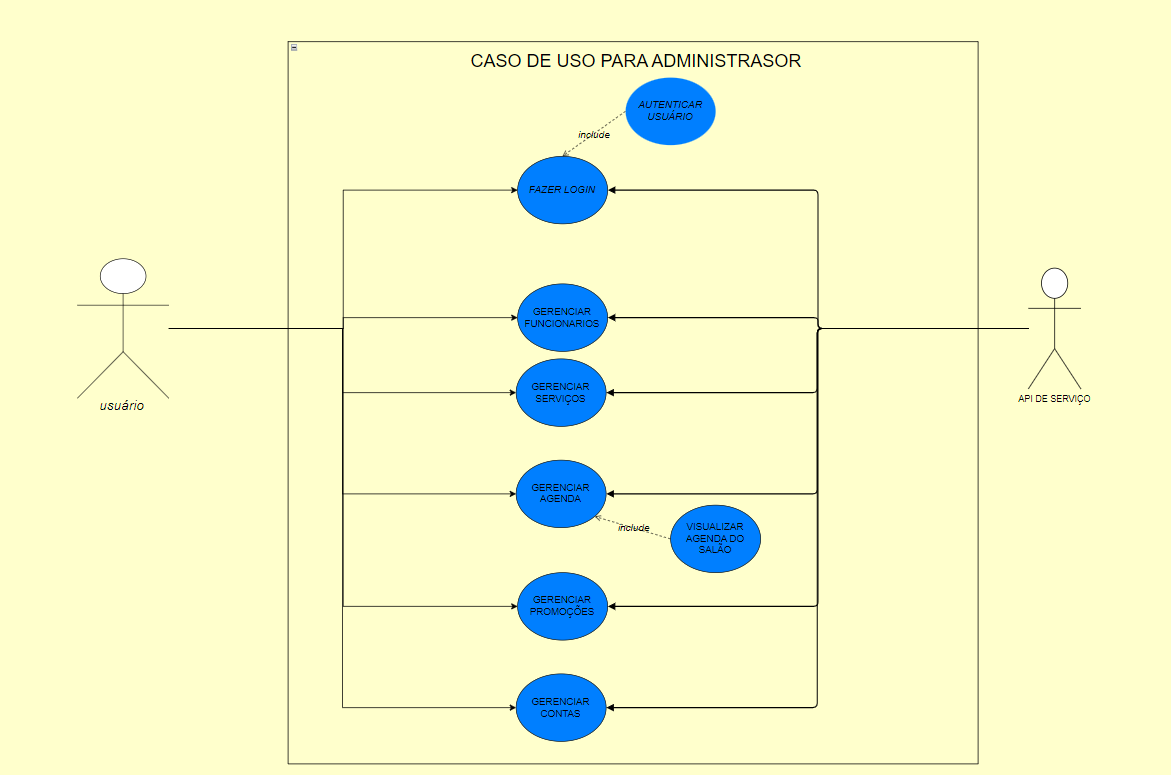 CASO DE USO PARA ADMINISTRASOR
AUTENTICAR
USUÁRIO
include
FAZER LOGIN
GERENCIAR
FUNCIONARIOS
GERENCIAR
SERVIÇOS
usuário
API DE SERVIÇO
GERENCIAR
AGENDA
include
VISUALIZAR
AGENDA DO
SALÃO
GERENCIAR
PROMOÇÕES
GERENCIAR
CONTAS